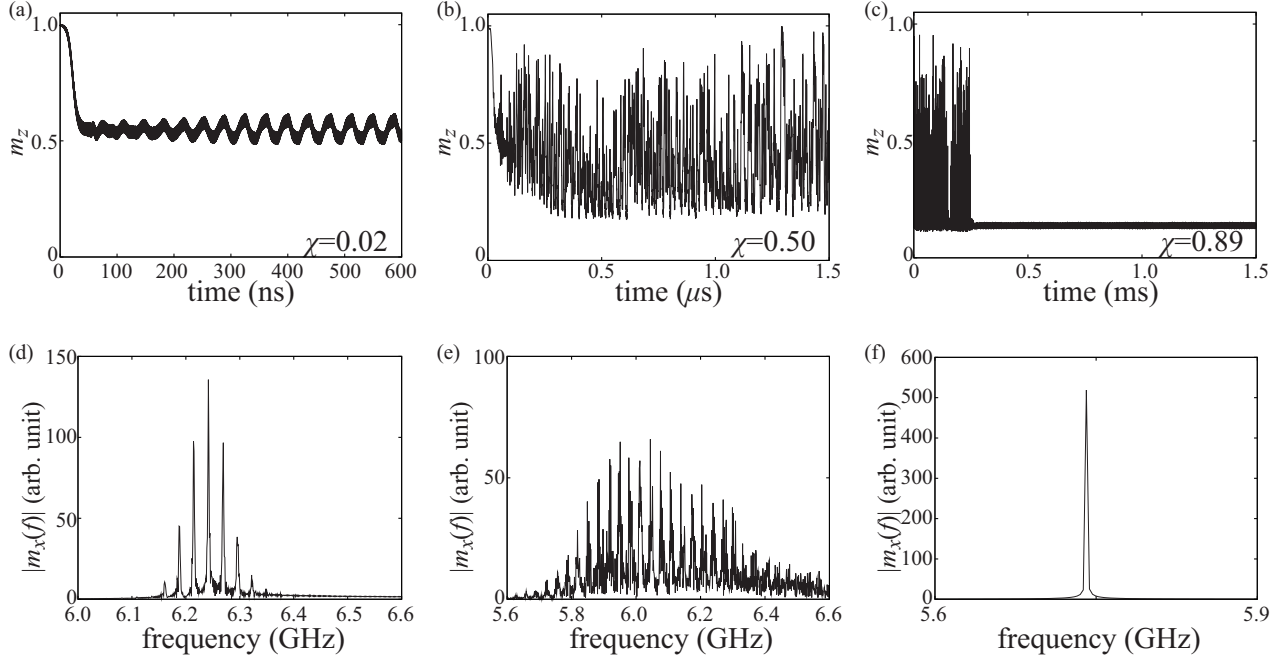 (a)
1.0
0.5
0
m_z
χ=0.02
0 100 200 300 400 500 600
time (ns)
(b)
1.0
0.5
0
m_z
χ=0.50
0 0.5 1.0 1.5
time (μs)
(c)
1.0
0.5
0
m_z
χ=0.89
0 0.5 1.0 1.5
time (ms)
(d)
150
100
50
0
|m_x(f)| (arb. unit)
6.0 6.1 6.2 6.3 6.4 6.5 6.6
frequency (GHz)
(e)
100
50
0
|m_x(f)| (arb. unit)
5.6 5.8 6.0 6.2 6.4 6.6
frequency (GHz)
(f)
600
500
400
300
200
100
0
|m_x(f)| (arb. unit)
5.6 5.9
frequency (GHz)